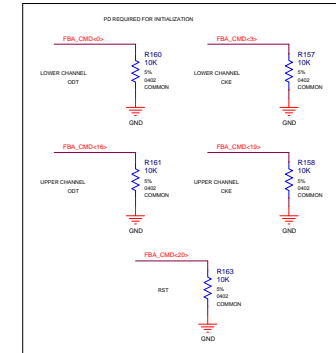 PD REQUIRED FOR INITIALIZATION
FBA_CMD<0>
R160
10K
5%
0402
COMMON
LOWER CHANNEL
ODT
GND
FBA_CMD<3>
R157
10K
5%
0402
COMMON
LOWER CHANNEL
CKE
GND
FBA_CMD<16>
R161
10K
5%
0402
COMMON
UPPER CHANNEL
ODT
GND
FBA_CMD<19>
R158
10K
5%
0402
COMMON
UPPER CHANNEL
CKE
GND
FBA_CMD<20>
R163
10K
5%
0402
COMMON
RST
GND